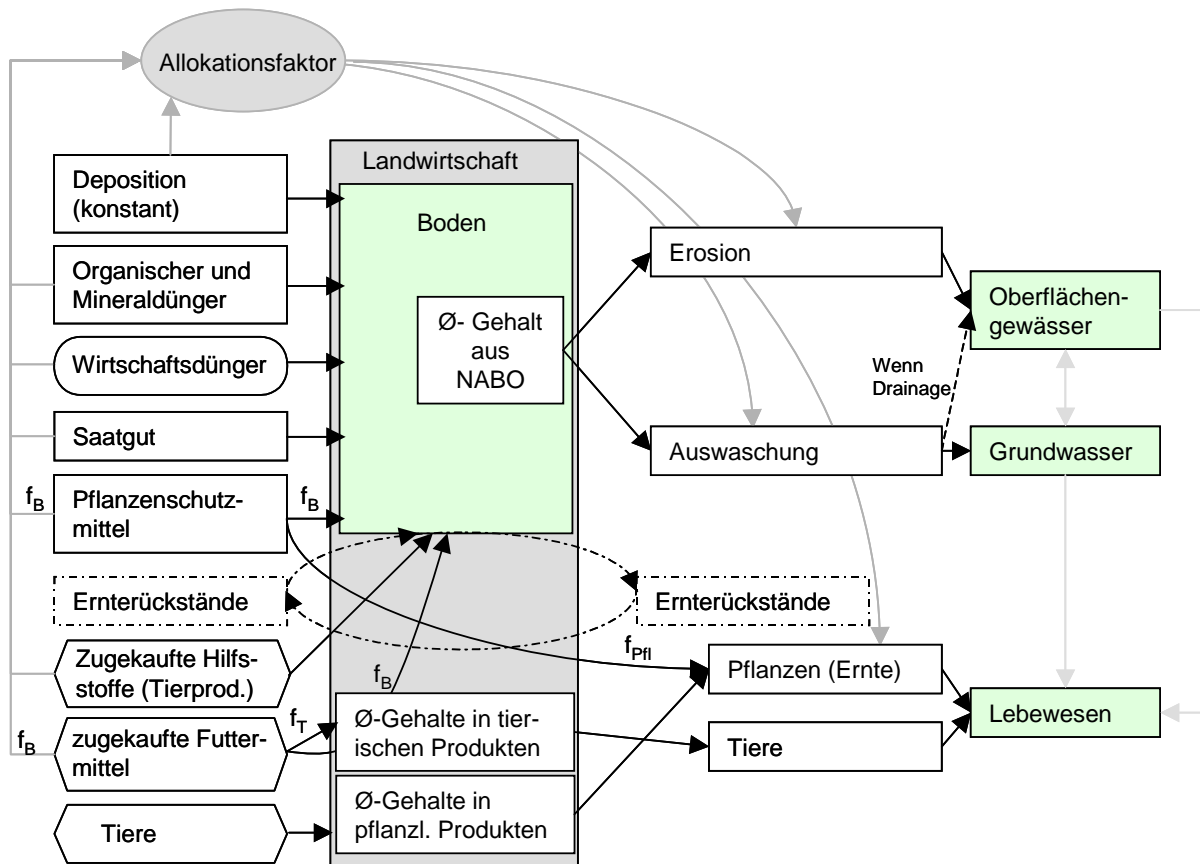 Allokationsfaktor
Landwirtschaft
Deposition
(konstant)
Boden
Erosion
Organischer und
Mineraldünger
Ø- Gehalt
aus
NABO
Oberflächen-
gewässer
Wirtschaftsdünger
Wenn
Drainage
Saatgut
Auswaschung
Grundwasser
f_B
Pflanzenschutz-
mittel
f_B
Ernterückstände
Ernterückstände
Zugekaufte Hilfs-
stoffe (Tierprod.)
f_B
f_Pfl
Pflanzen (Ernte)
f_B
zugekaufte Futter-
mittel
f_T
Ø-Gehalte in tier-
ischen Produkten
Tiere
Lebewesen
Tiere
Ø-Gehalte in
pflanzl. Produkten